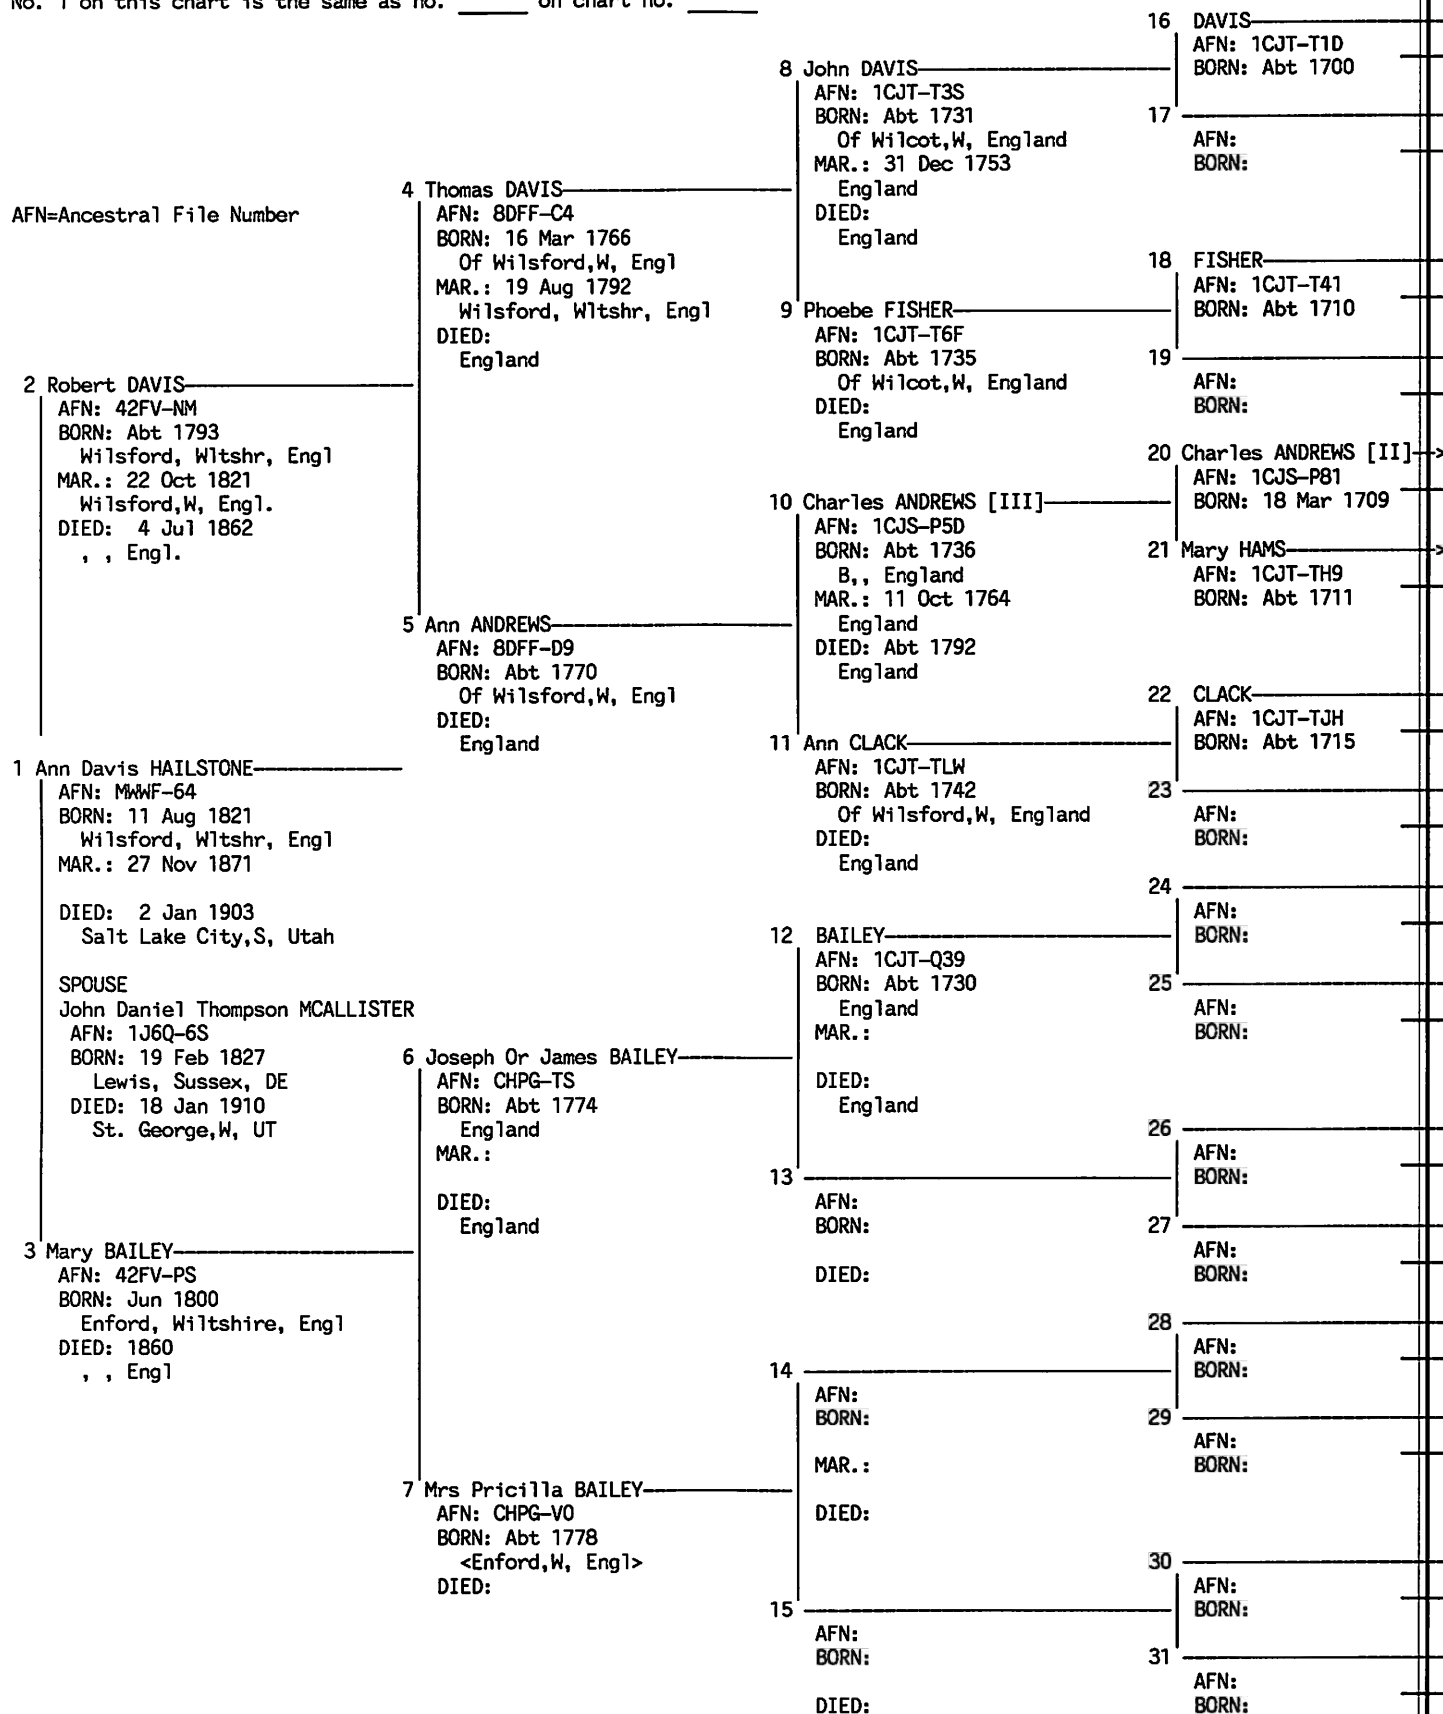 No. 1 on this chart is the same as no. _____ on chart no. _____
AFN=Ancestral File Number
2 Robert DAVIS
AFN: 42FV-NM
BORN: Abt 1793
Wilsford, Wltshr, Engl
MAR.: 22 Oct 1821
Wilsford,W, Engl.
DIED: 4 Jul 1862
, , Engl.
1 Ann Davis HAILSTONE
AFN: MWWF-64
BORN: 11 Aug 1821
Wilsford, Wltshr, Engl
MAR.: 27 Nov 1871
DIED: 2 Jan 1903
Salt Lake City,S, Utah
SPOUSE
John Daniel Thompson MCALLISTER
AFN: 1J6Q-6S
BORN: 19 Feb 1827
Lewis, Sussex, DE
DIED: 18 Jan 1910
St. George,W, UT
3 Mary BAILEY
AFN: 42FV-PS
BORN: Jun 1800
Enford, Wiltshire, Engl
DIED: 1860
, , Engl
4 Thomas DAVIS
AFN: 8DFF-C4
BORN: 16 Mar 1766
Of Wilsford,W, Engl
MAR.: 19 Aug 1792
Wilsford, Wltshr, Engl
DIED:
England
5 Ann ANDREWS
AFN: 8DFF-D9
BORN: Abt 1770
Of Wilsford,W, Engl
DIED:
England
6 Joseph Or James BAILEY
AFN: CHPG-TS
BORN: Abt 1774
England
MAR.:
DIED:
England
7 Mrs Pricilla BAILEY
AFN: CHPG-V0
BORN: Abt 1778
<Enford,W, Engl>
DIED:
8 John DAVIS
AFN: 1CJT-T3S
BORN: Abt 1731
Of Wilcot,W, England
MAR.: 31 Dec 1753
England
DIED:
England
9 Phoebe FISHER
AFN: 1CJT-T6F
BORN: Abt 1735
Of Wilcot,W, England
DIED:
England
10 Charles ANDREWS [III]
AFN: 1CJS-P5D
BORN: Abt 1736
B,, England
MAR.: 11 Oct 1764
England
DIED: Abt 1792
England
11 Ann CLACK
AFN: 1CJT-TLW
BORN: Abt 1742
Of Wilsford,W, England
DIED:
England
12 BAILEY
AFN: 1CJT-Q39
BORN: Abt 1730
England
MAR.:
DIED:
England
13
AFN:
BORN:
DIED:
14
AFN:
BORN:
MAR.:
DIED:
15
AFN:
BORN:
DIED:
16 DAVIS
AFN: 1CJT-T1D
BORN: Abt 1700
17
AFN:
BORN:
18 FISHER
AFN: 1CJT-T41
BORN: Abt 1710
19
AFN:
BORN:
20 Charles ANDREWS [II]->
AFN: 1CJS-P81
BORN: 18 Mar 1709
21 Mary HAMS->
AFN: 1CJT-TH9
BORN: Abt 1711
22 CLACK
AFN: 1CJT-TJH
BORN: Abt 1715
23
AFN:
BORN:
24
AFN:
BORN:
25
AFN:
BORN:
26
AFN:
BORN:
27
AFN:
BORN:
28
AFN:
BORN:
29
AFN:
BORN:
30
AFN:
BORN:
31
AFN:
BORN: